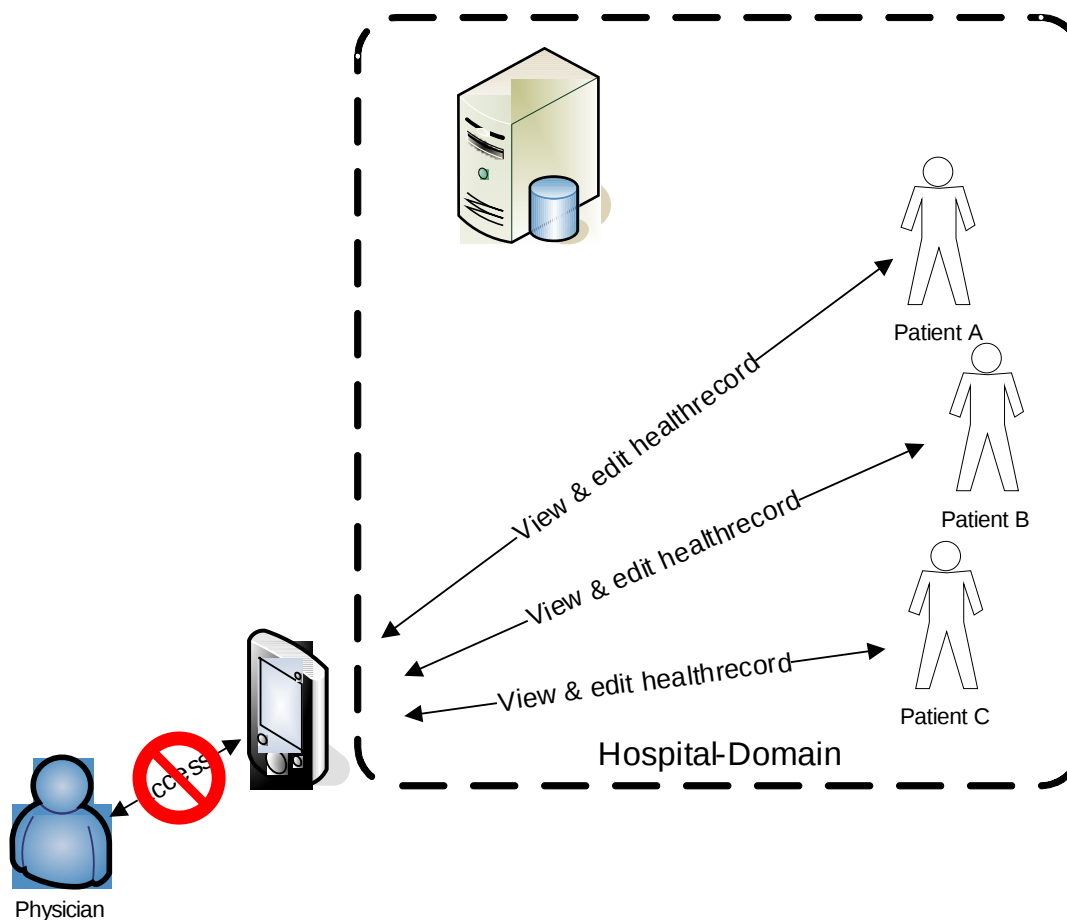 Patient A
View & edit healthrecord
Patient B
View & edit healthrecord
Patient C
View & edit healthrecord
Hospital-Domain
ccess
Physician